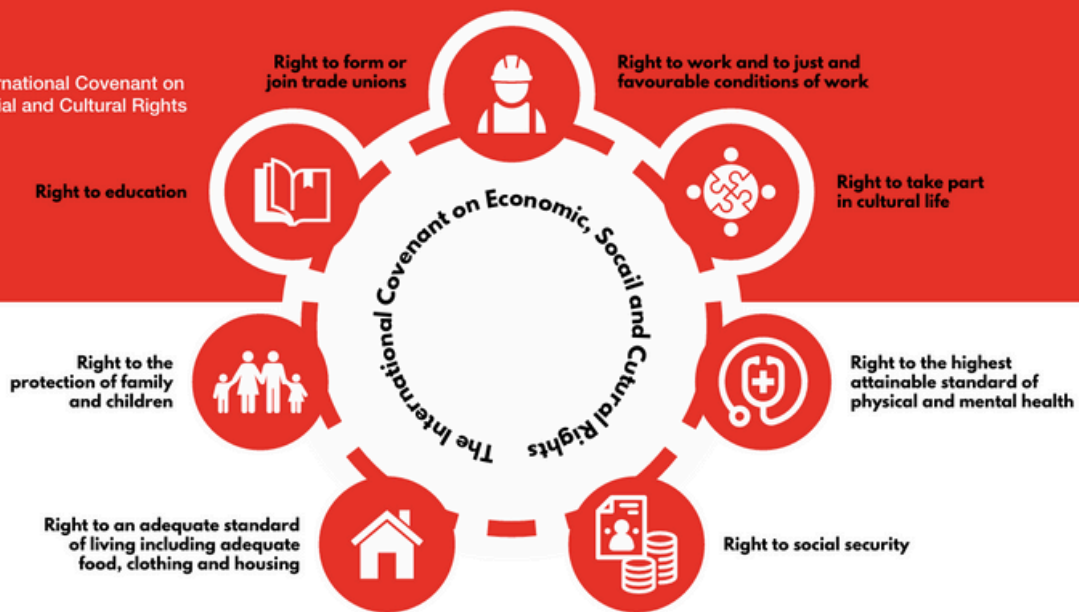 Right to form or
join trade unions
Right to work and to just and
favourable conditions of work
rnational Covenant on
ial and Cultural Rights
Right to education
Right to take part
in cultural life
The International Covenant on Economic, Socail and Cutural Rights
Right to the
protection of family
and children
Right to the highest
attainable standard of
physical and mental health
Right to an adequate standard
of living including adequate
food, clothing and housing
Right to social security